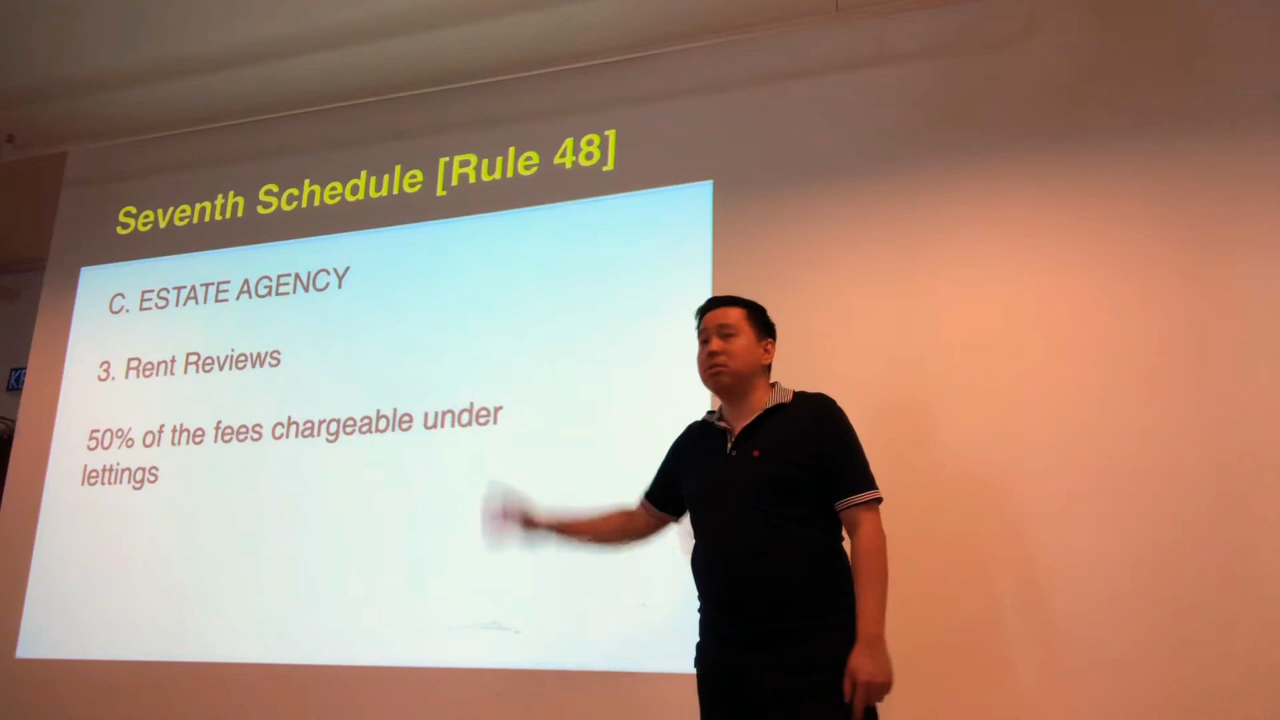 Seventh Schedule [Rule 48]
C. ESTATE AGENCY
3. Rent Reviews
50% of the fees chargeable under
lettings